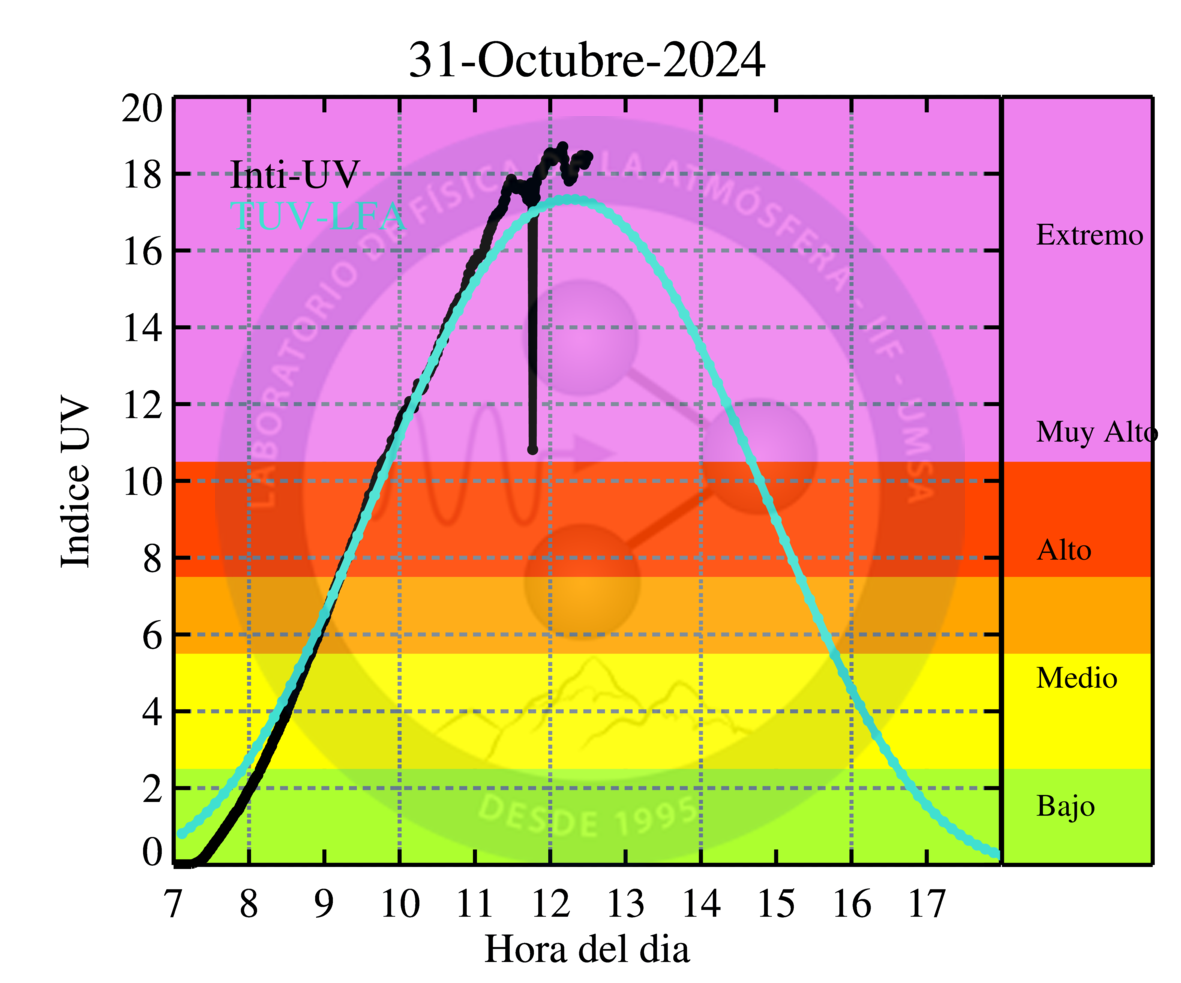 31-Octubre-2024
20
18
16
14
12
10
8
6
4
2
0
Indice UV
Inti-UV
TUV-LFA
LABORATORIO DE FÍSICA DE LA ATMÓSFERA - IIF - UMSA
DESDE 1995
Extremo
Muy Alto
Alto
Medio
Bajo
7 8 9 10 11 12 13 14 15 16 17
Hora del dia